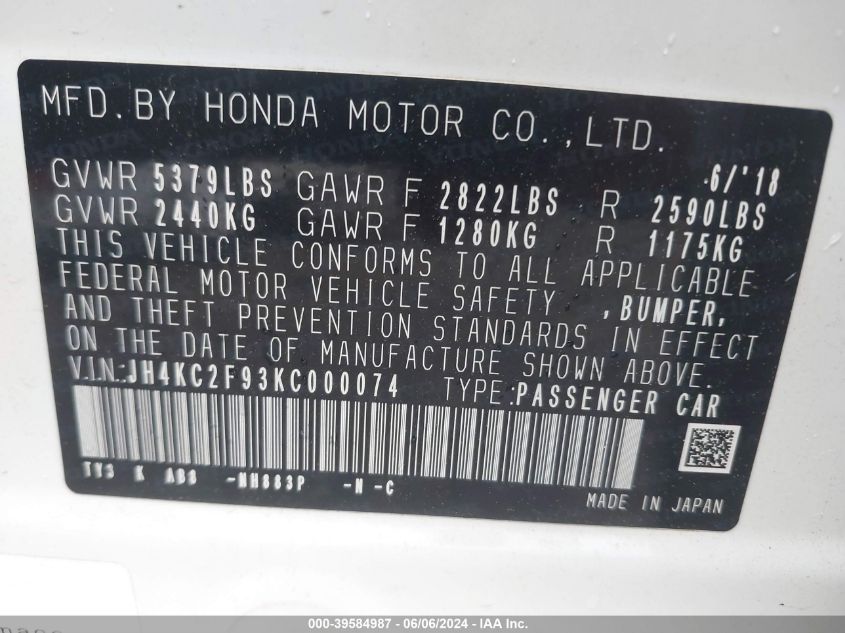 MFD.BY HONDA MOTOR CO.,LTD.
6/'18
GVWR 5379LBS GAWR F 2822LBS R 2590LBS
GVWR 2440KG GAWR F 1280KG R 1175KG
THIS VEHICLE CONFORMS TO ALL APPLICABLE
FEDERAL MOTOR VEHICLE SAFETY ,BUMPER,
AND THEFT PREVENTION STANDARDS IN EFFECT
ON THE DATE OF MANUFACTURE SHOWN ABOVE.
V.I.N:JH4KC2F93KC000074 TYPE:PASSENGER CAR
-NH883P -N -C
MADE IN JAPAN
000-39584987 - 06/06/2024 - IAA Inc.